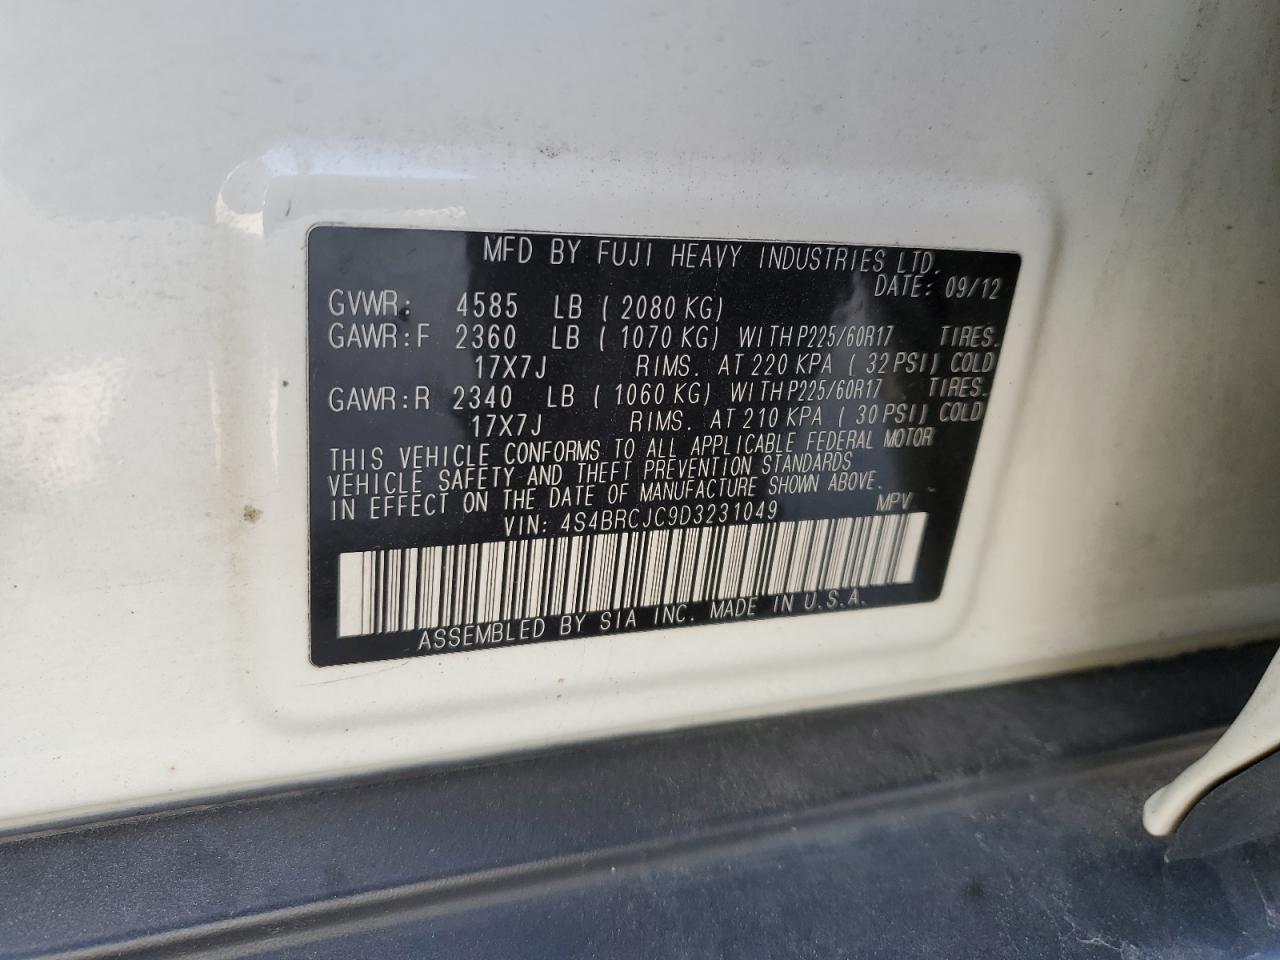 MFD BY FUJI HEAVY INDUSTRIES LTD.
DATE: 09/12
GVWR: 4585 LB ( 2080 KG)
GAWR:F 2360 LB ( 1070 KG) WITH P225/60R17 TIRES.
17X7J RIMS. AT 220 KPA ( 32 PSI) COLD
GAWR:R 2340 LB ( 1060 KG) WITH P225/60R17 TIRES.
17X7J RIMS. AT 210 KPA ( 30 PSI) COLD
THIS VEHICLE CONFORMS TO ALL APPLICABLE FEDERAL MOTOR
VEHICLE SAFETY AND THEFT PREVENTION STANDARDS
IN EFFECT ON THE DATE OF MANUFACTURE SHOWN ABOVE.
VIN: 4S4BRCJC9D3231049 MPV
ASSEMBLED BY SIA INC. MADE IN U.S.A.